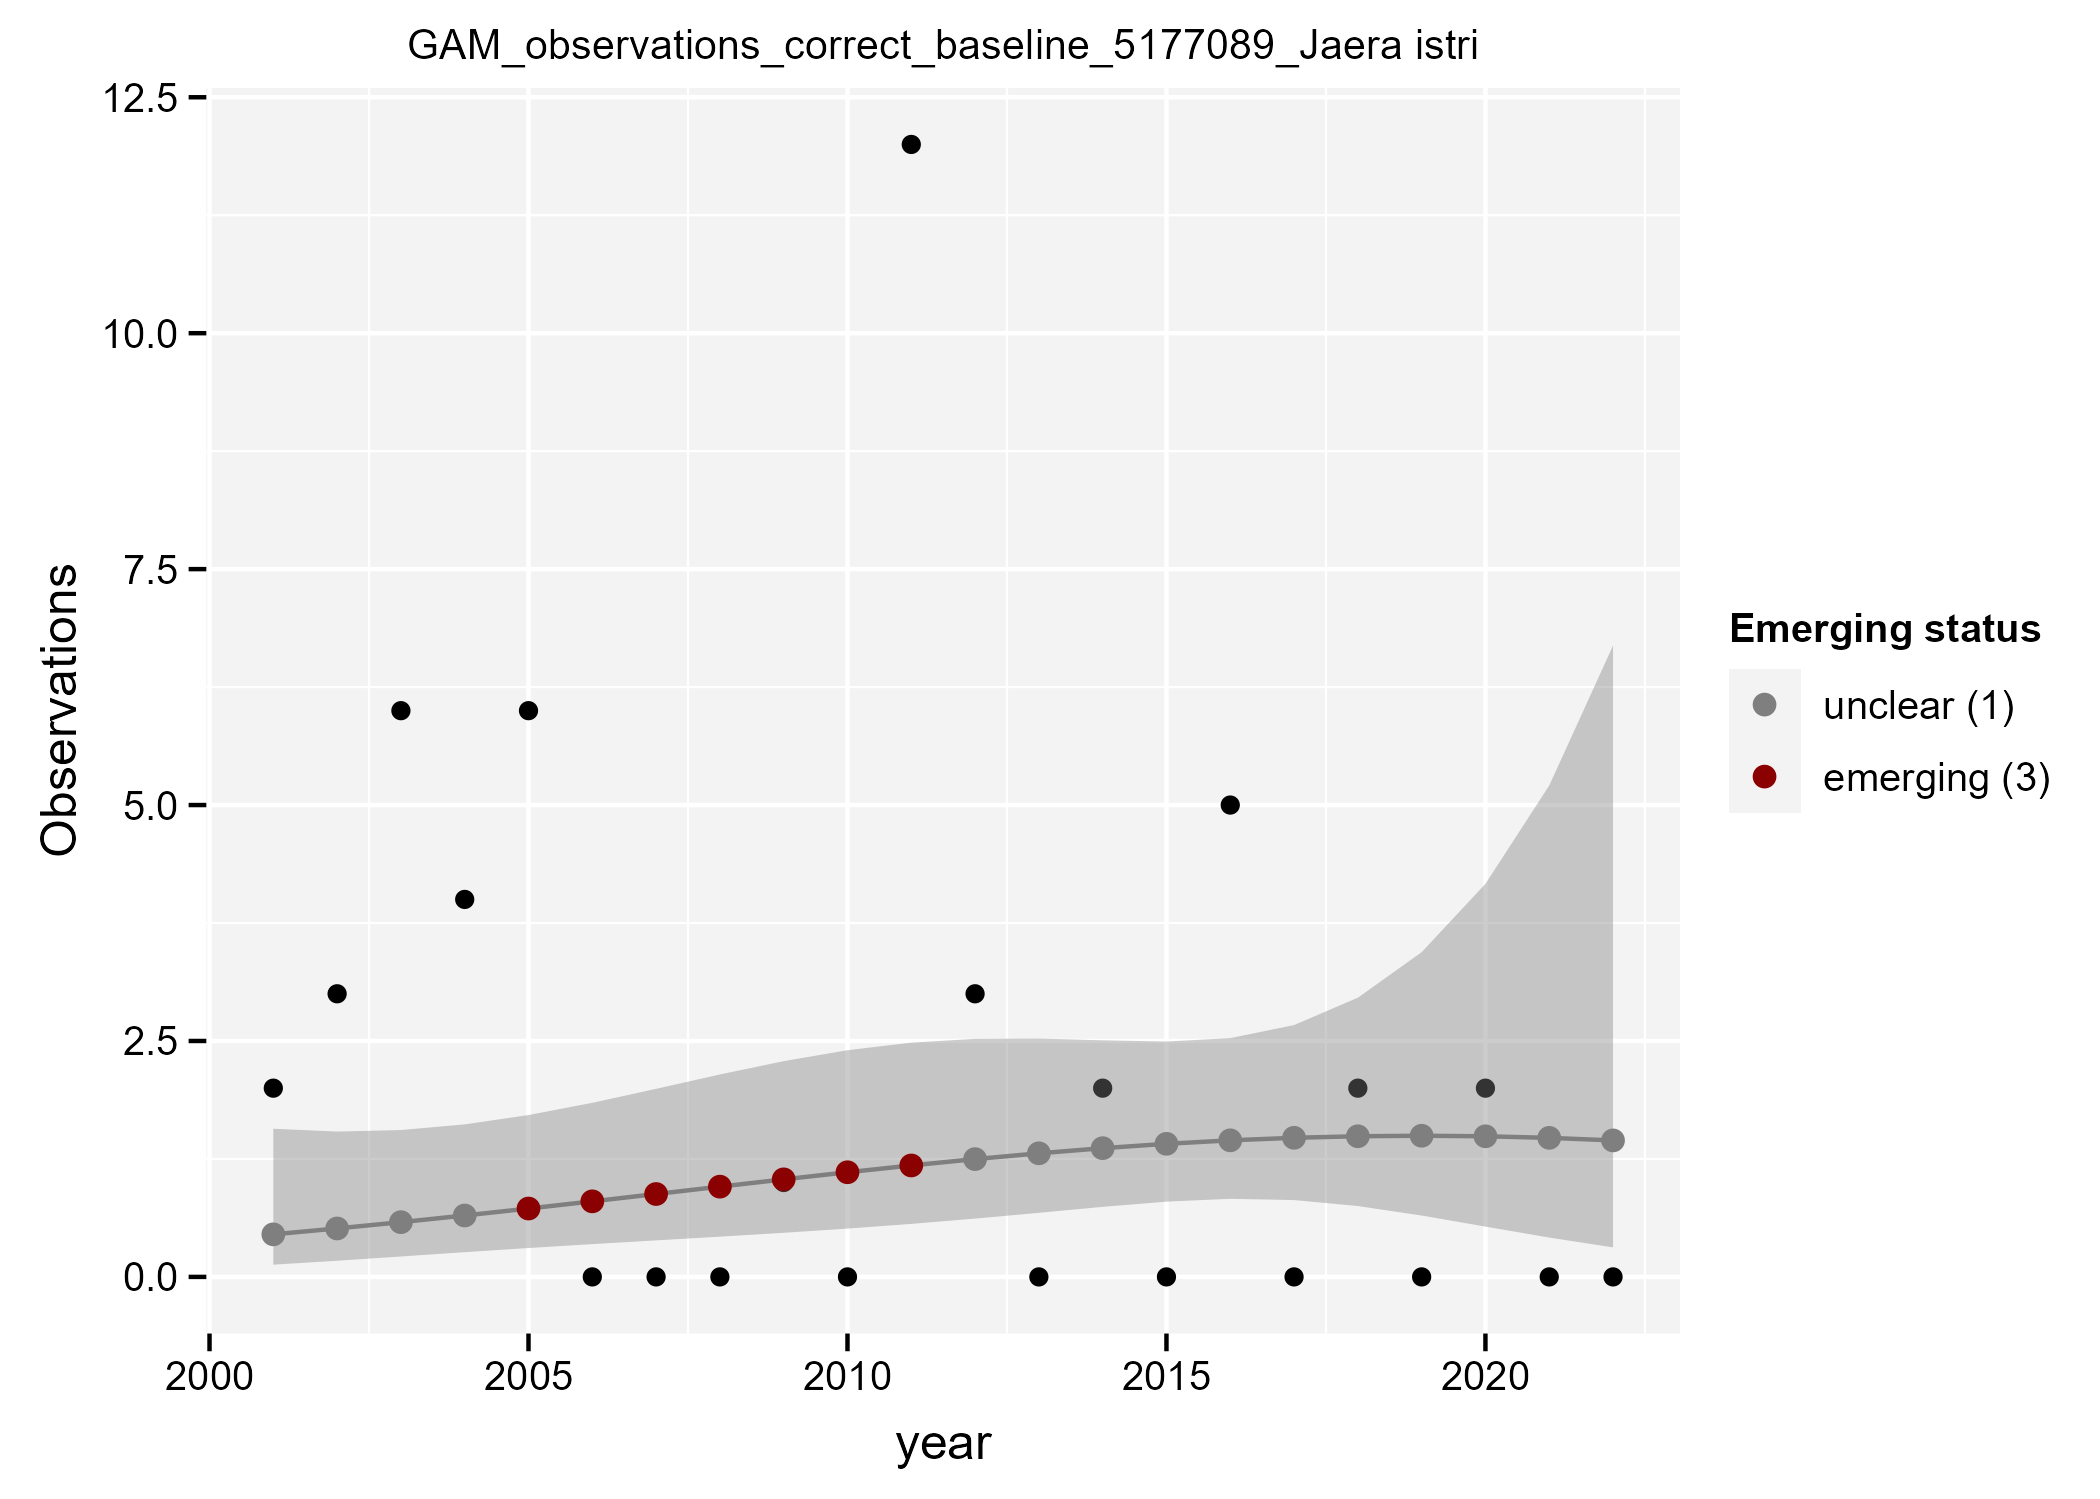 GAM_observations_correct_baseline_5177089_Jaera istri
12.5
10.0
7.5
5.0
2.5
0.0
Observations
2000
2005
2010
2015
2020
year
Emerging status
unclear (1)
emerging (3)